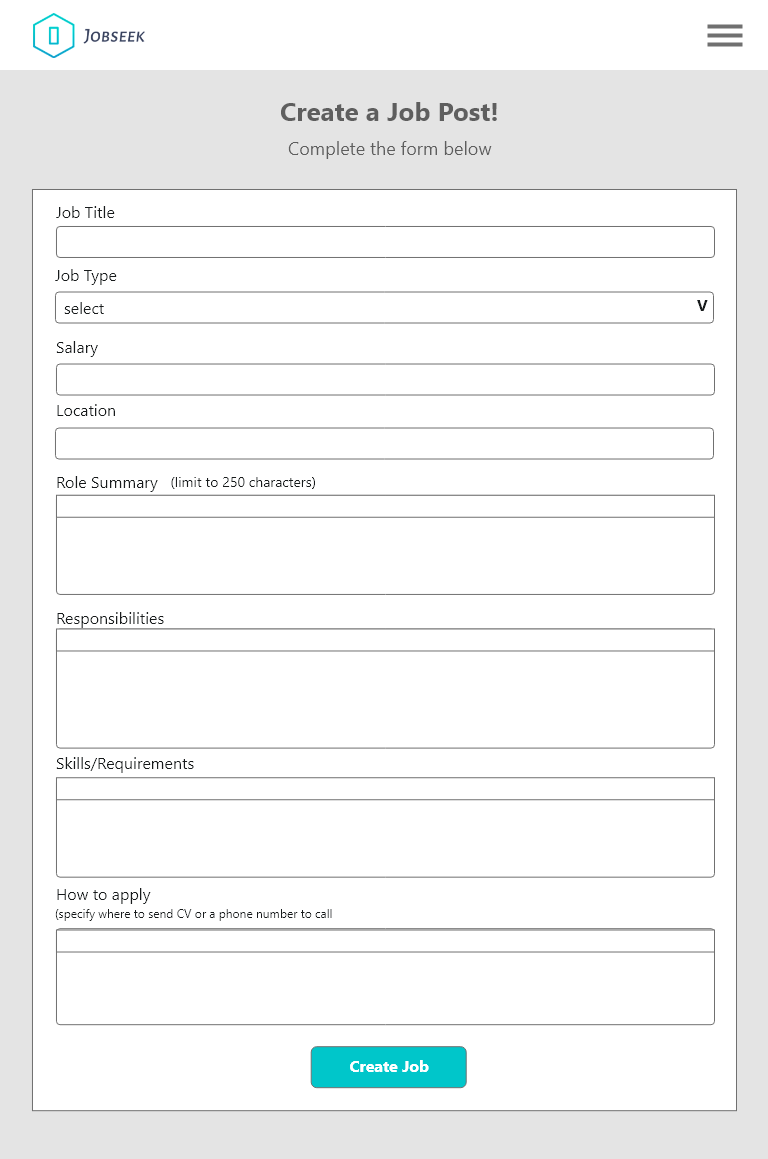 Jobseek
Create a Job Post!
Complete the form below
Job Title
Job Type
select V
Salary
Location
Role Summary (limit to 250 characters)
Responsibilities
Skills/Requirements
How to apply
(specify where to send CV or a phone number to call
Create Job